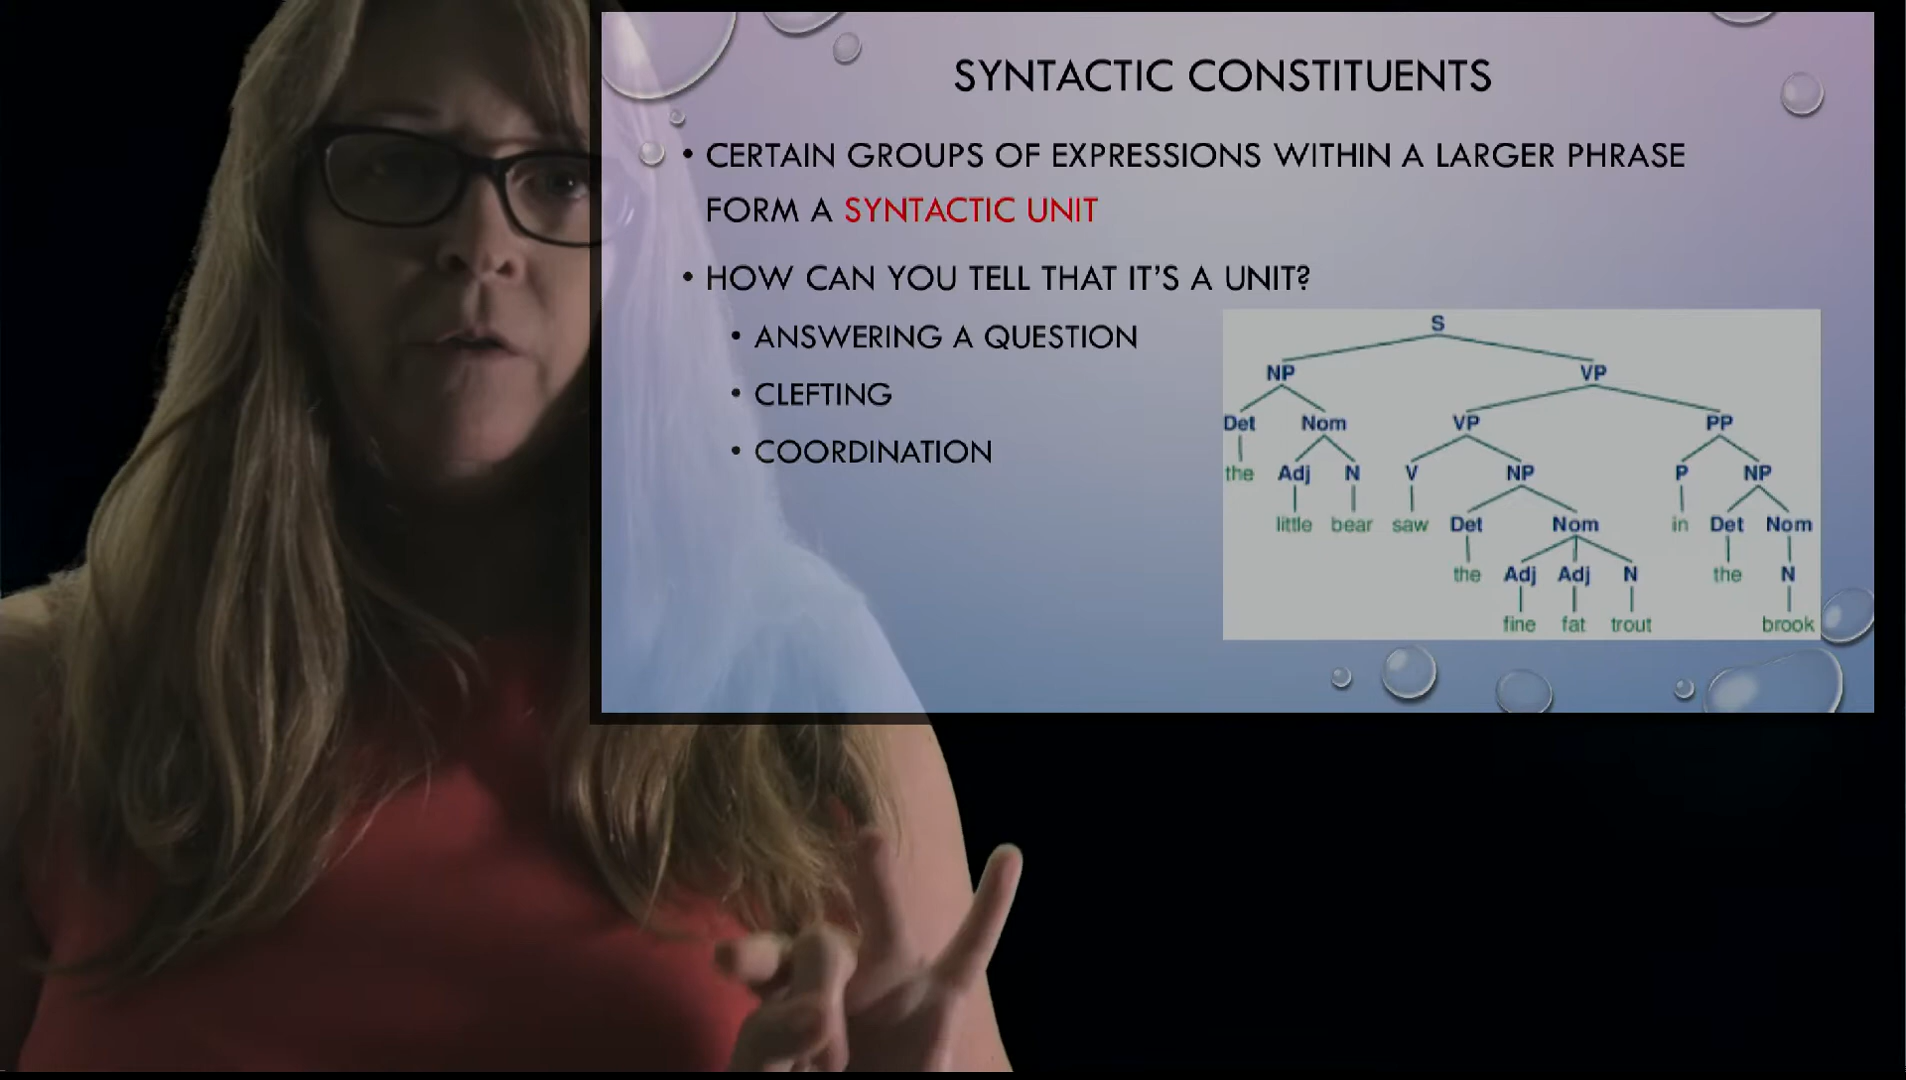 SYNTACTIC CONSTITUENTS
• CERTAIN GROUPS OF EXPRESSIONS WITHIN A LARGER PHRASE
FORM A SYNTACTIC UNIT
• HOW CAN YOU TELL THAT IT'S A UNIT?
• ANSWERING A QUESTION
• CLEFTING
• COORDINATION
S
NP VP
Det Nom VP PP
the Adj N V NP P NP
little bear saw Det Nom in Det Nom
the Adj Adj N the N
fine fat trout brook